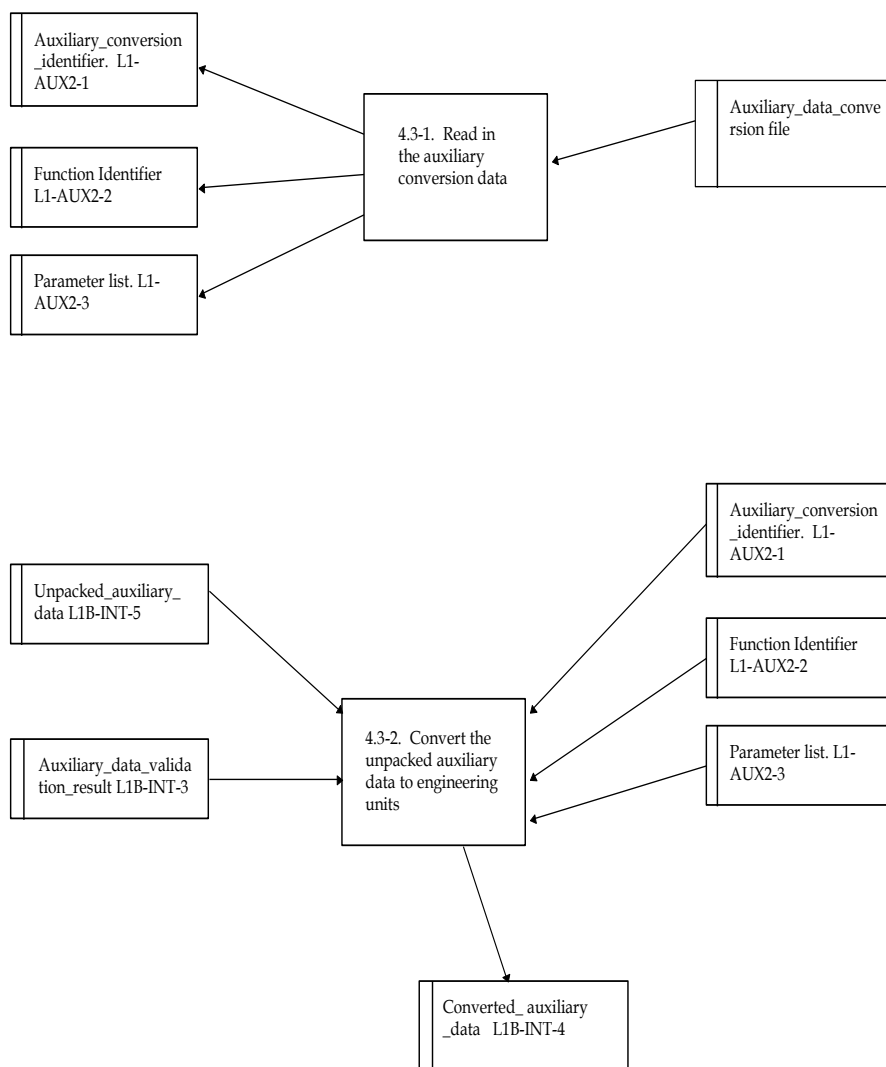 Auxiliary_conversion
_identifier.  L1-
AUX2-1
Function Identifier
L1-AUX2-2
Parameter list. L1-
AUX2-3
4.3-1.  Read in
the auxiliary
conversion data
Auxiliary_data_conve
rsion file
Unpacked_auxiliary_
data L1B-INT-5
Auxiliary_data_valida
tion_result L1B-INT-3
4.3-2.  Convert the
unpacked auxiliary
data to engineering
units
Auxiliary_conversion
_identifier.  L1-
AUX2-1
Function Identifier
L1-AUX2-2
Parameter list. L1-
AUX2-3
Converted_ auxiliary
_data   L1B-INT-4